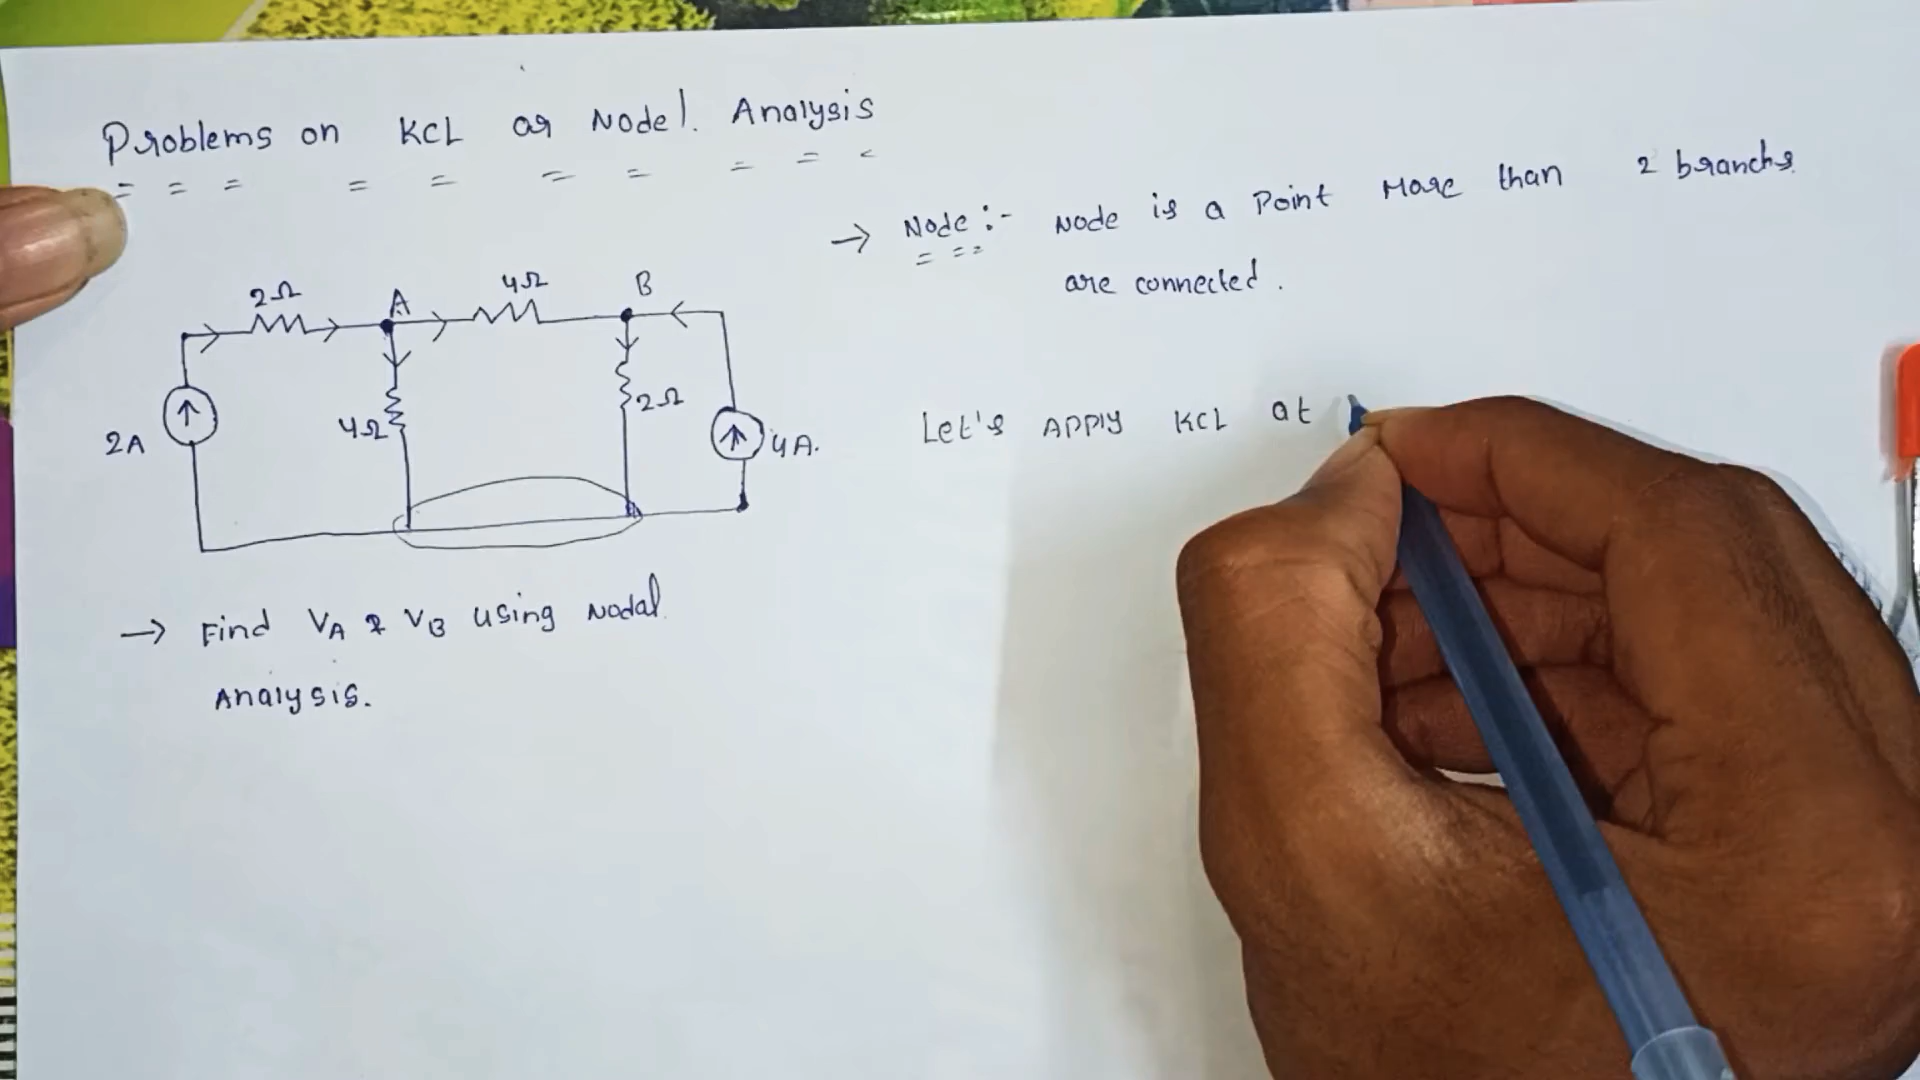 Problems on KCL or Nodel. Analysis
→ Node :- Node is a Point More than 2 branchs.
are connected.
2Ω
A
4Ω
B
4Ω
2Ω
2A
4A.
Let's APPly KCL at
→ Find VA & VB using Nodal.
Analysis.